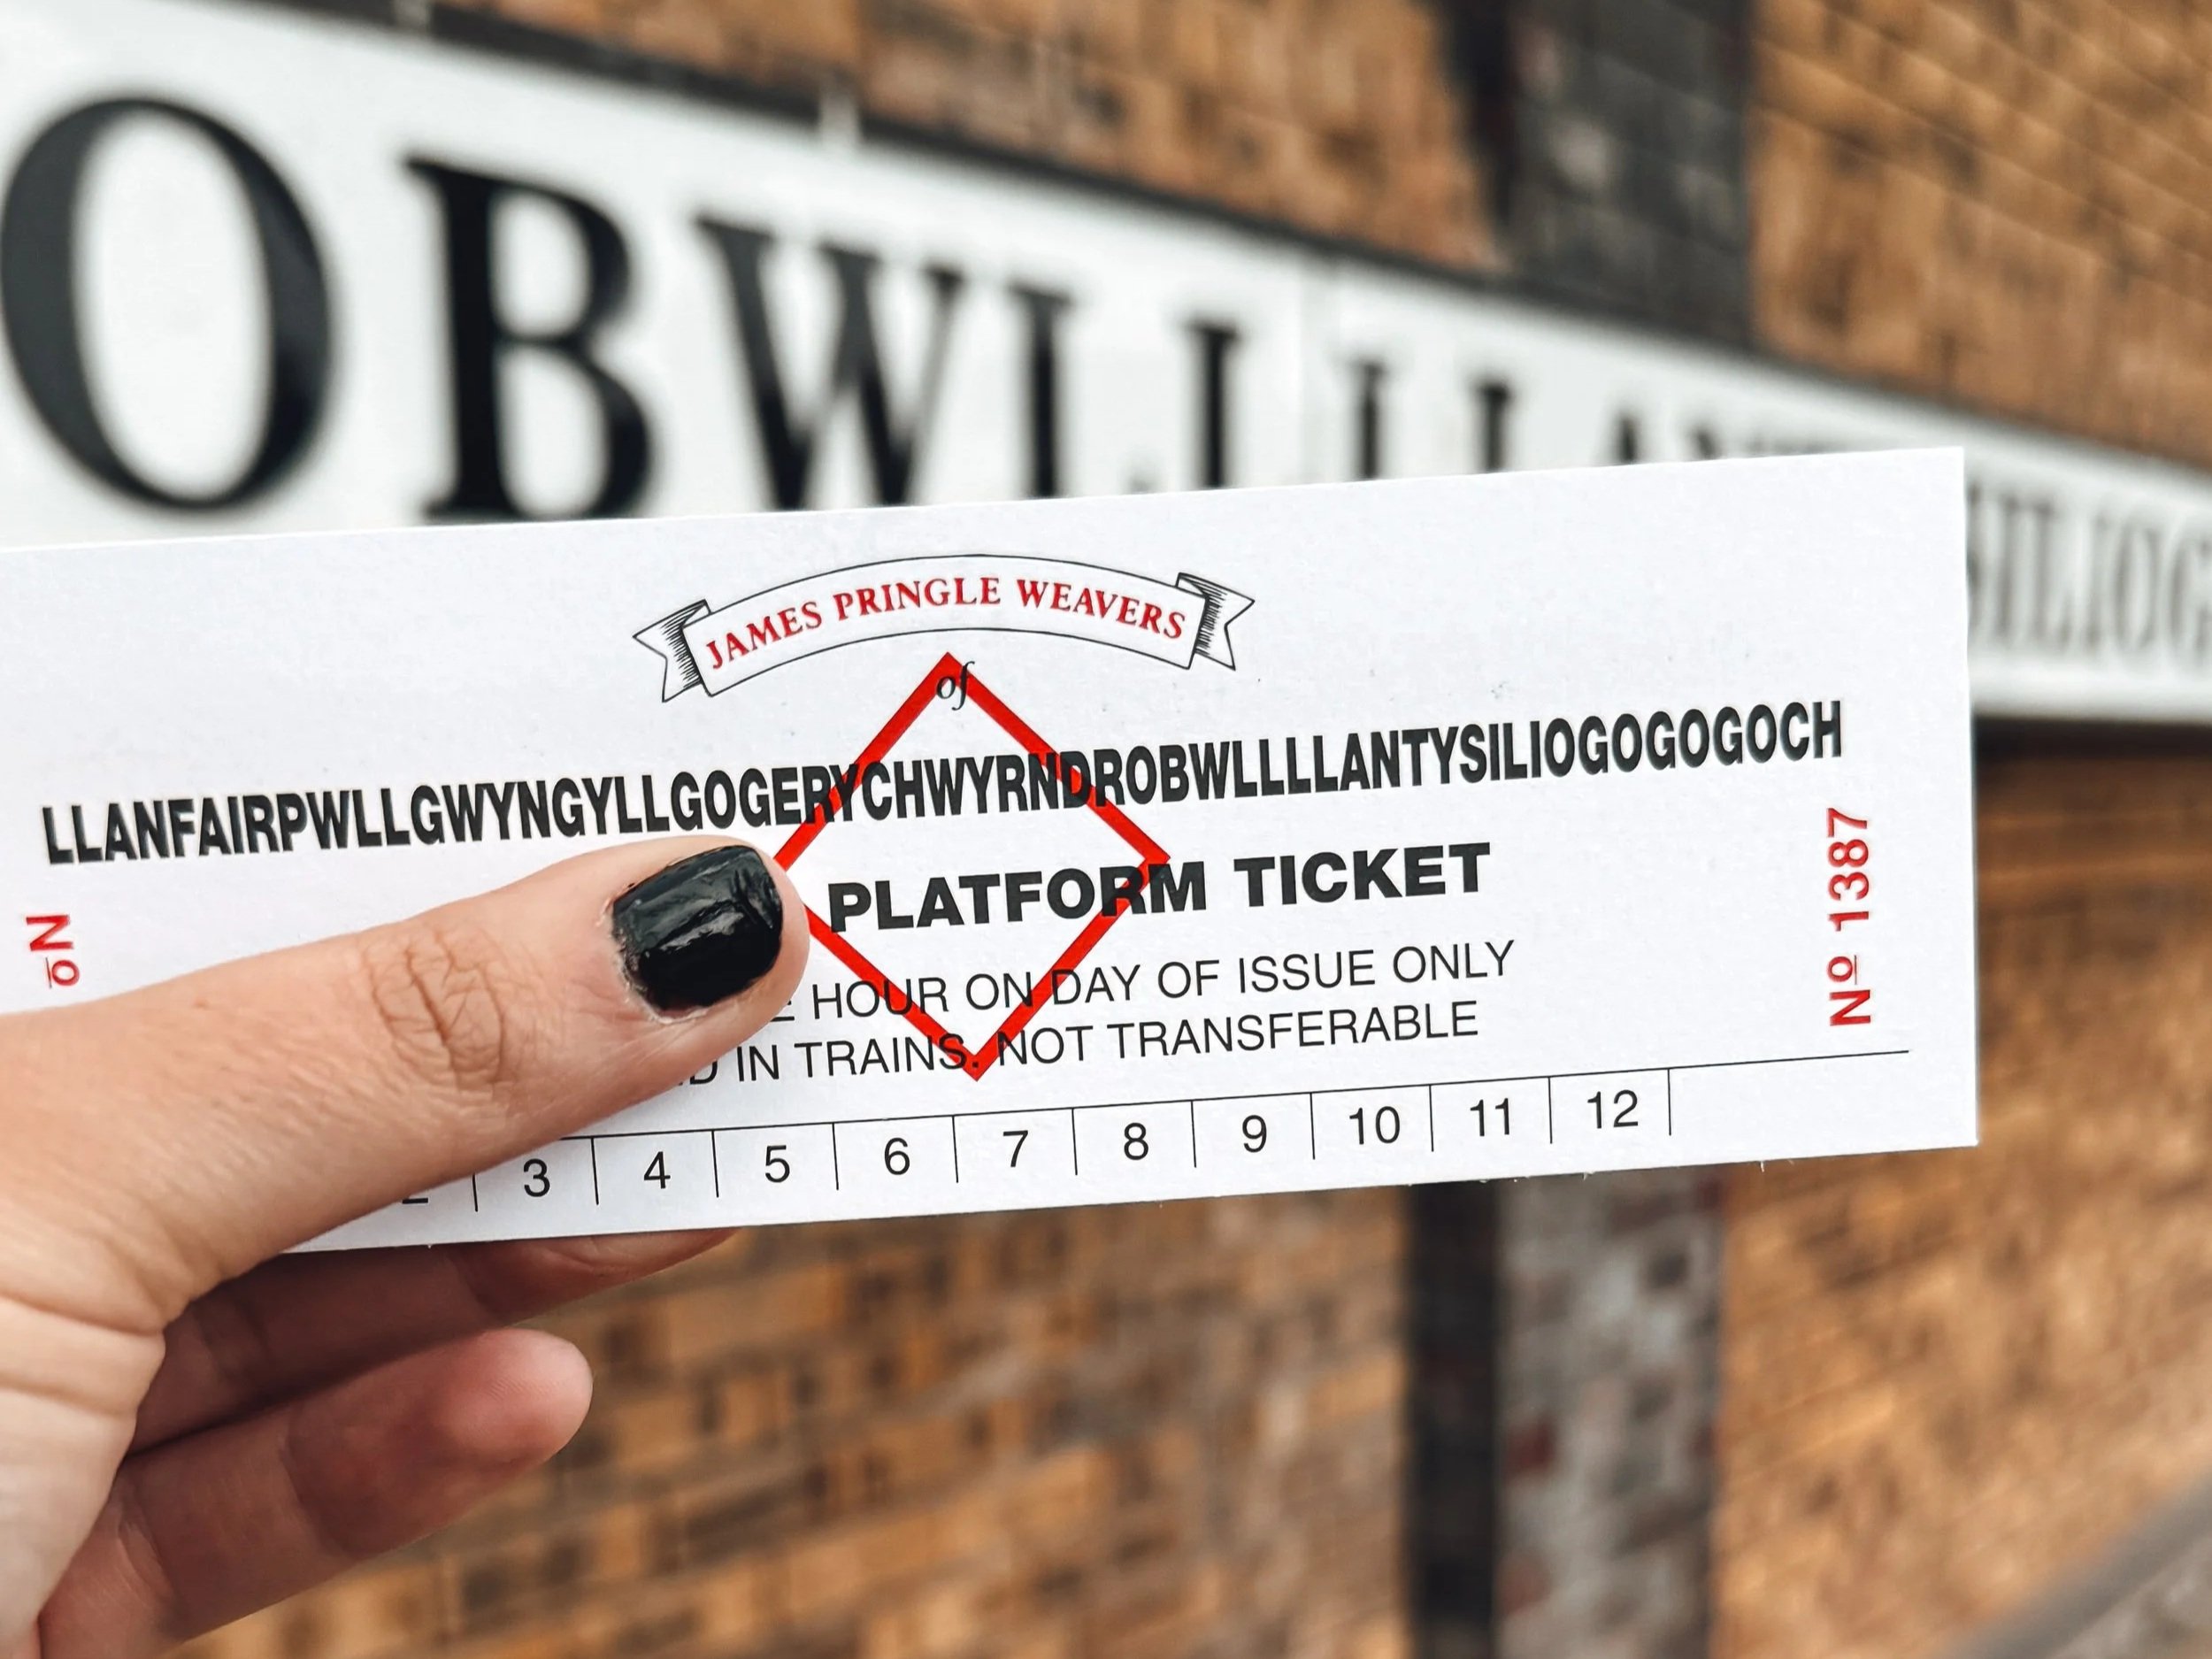 OBWLLLLANTYSILIOG
JAMES PRINGLE WEAVERS
of
LLANFAIRPWLLGWYNGYLLGOGERYCHWYRNDROBWLLLLANTYSILIOGOGOGOCH
PLATFORM TICKET
HOUR ON DAY OF ISSUE ONLY
IN TRAINS. NOT TRANSFERABLE
3 4 5 6 7 8 9 10 11 12
Nº
Nº 1387